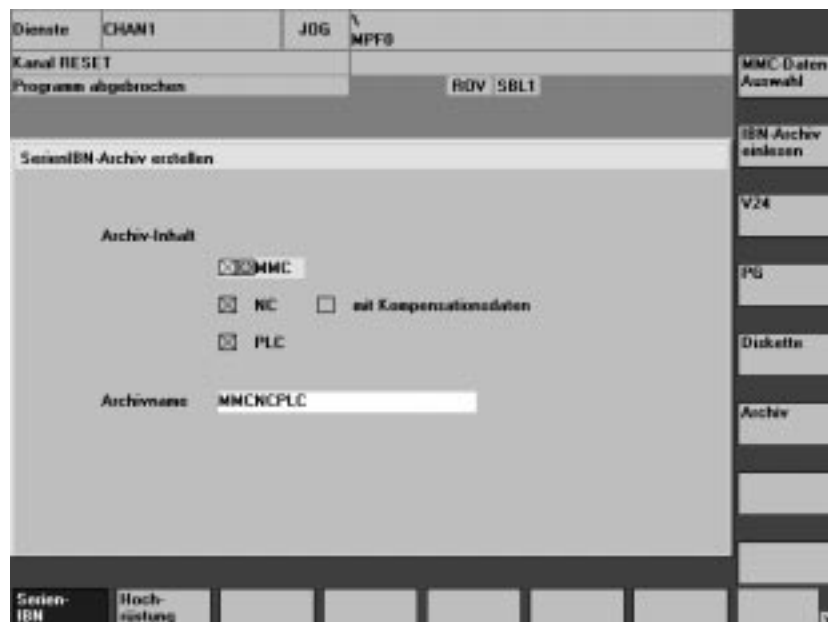 Dienste CHAN1 JOG \
MPF0
Kanal RESET
Programm abgebrochen ROV SBL1
SerienIBN-Archiv erstellen
Archiv-Inhalt
MMC
NC mit Kompensationsdaten
PLC
Archivname MMCNCPLC
MMC-Daten
Auswahl
IBN-Archiv
einlesen
V24
PG
Diskette
Archiv
Serien-
IBN
Hoch-
rüstung